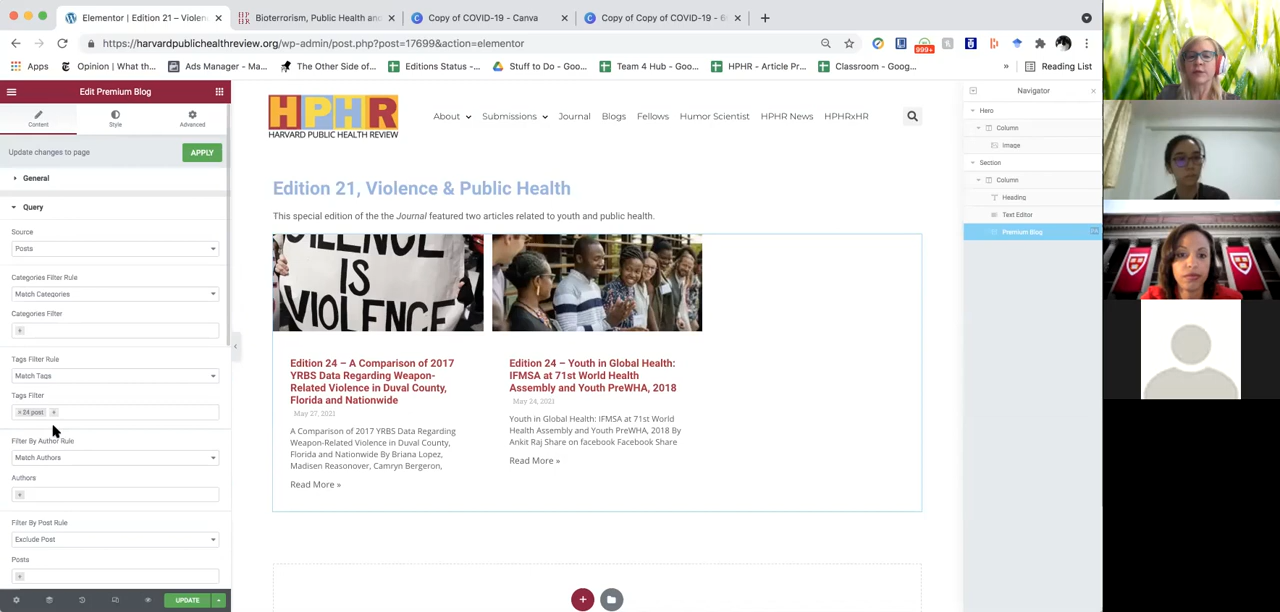 Elementor | Edition 21 – Violen
Bioterrorism, Public Health and
Copy of COVID-19 - Canva
Copy of Copy of COVID-19 - 6
https://harvardpublichealthreview.org/wp-admin/post.php?post=17699&action=elementor
999+
Apps
Opinion | What th...
Ads Manager - Ma...
The Other Side of...
Editions Status -...
Stuff to Do - Goo...
Team 4 Hub - Goo...
HPHR - Article Pr...
Classroom - Goog...
»
Reading List
Edit Premium Blog
Content
Style
Advanced
Update changes to page
APPLY
General
Query
Source
Posts
Categories Filter Rule
Match Categories
Categories Filter
Tags Filter Rule
Match Tags
Tags Filter
× 24 post
Filter By Author Rule
Match Authors
Authors
Filter By Post Rule
Exclude Post
Posts
UPDATE
HPHR
HARVARD PUBLIC HEALTH REVIEW
About
Submissions
Journal
Blogs
Fellows
Humor Scientist
HPHR News
HPHRxHR
Edition 21, Violence & Public Health
This special edition of the the Journal featured two articles related to youth and public health.
SILENCE
IS
VIOLENCE
Edition 24 – A Comparison of 2017
YRBS Data Regarding Weapon-
Related Violence in Duval County,
Florida and Nationwide
May 27, 2021
A Comparison of 2017 YRBS Data Regarding
Weapon-Related Violence in Duval County,
Florida and Nationwide By Briana Lopez,
Madisen Reasonover, Camryn Bergeron,
Read More »
Edition 24 – Youth in Global Health:
IFMSA at 71st World Health
Assembly and Youth PreWHA, 2018
May 24, 2021
Youth in Global Health: IFMSA at 71st World
Health Assembly and Youth PreWHA, 2018 By
Ankit Raj Share on facebook Facebook Share
Read More »
Navigator
Hero
Column
Image
Section
Column
Heading
Text Editor
Premium Blog